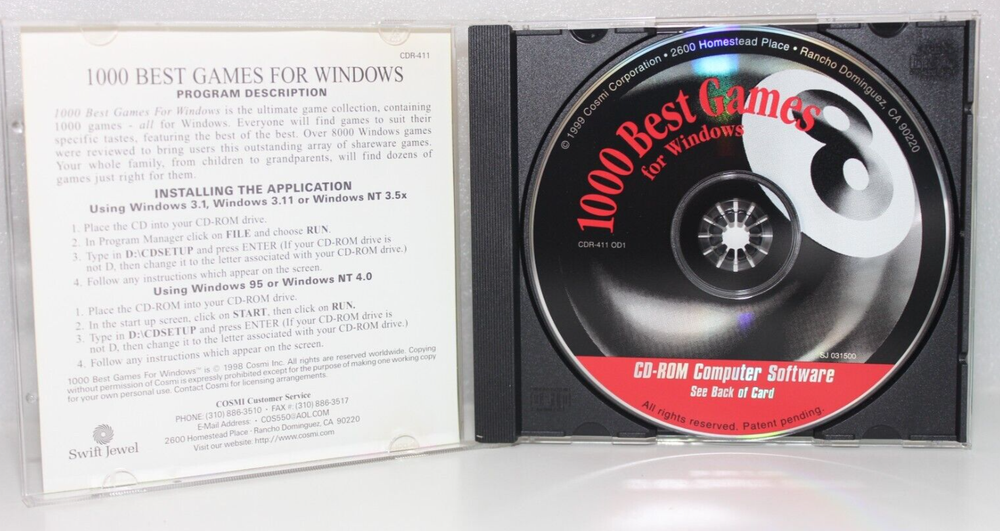 CDR-411
1000 BEST GAMES FOR WINDOWS
PROGRAM DESCRIPTION
1000 Best Games For Windows is the ultimate game collection, containing
1000 games - all for Windows. Everyone will find games to suit their
specific tastes, featuring the best of the best. Over 8000 Windows games
were reviewed to bring users this outstanding array of shareware games.
Your whole family, from children to grandparents, will find dozens of
games just right for them.
INSTALLING THE APPLICATION
Using Windows 3.1, Windows 3.11 or Windows NT 3.5x
1. Place the CD into your CD-ROM drive.
2. In Program Manager click on FILE and choose RUN.
3. Type in D:\CDSETUP and press ENTER (If your CD-ROM drive is
not D, then change it to the letter associated with your CD-ROM drive.)
4. Follow any instructions which appear on the screen.
Using Windows 95 or Windows NT 4.0
1. Place the CD-ROM into your CD-ROM drive.
2. In the start up screen, click on START, then click on RUN.
3. Type in D:\CDSETUP and press ENTER (If your CD-ROM drive is
not D, then change it to the letter associated with your CD-ROM drive.)
4. Follow any instructions which appear on the screen.
1000 Best Games For Windows™ is © 1998 Cosmi Inc. All rights are reserved worldwide. Copying
without permission of Cosmi is expressly prohibited except for the purpose of making one working copy
for your own personal use. Contact Cosmi for licensing arrangements.
COSMI Customer Service
PHONE: (310) 886-3510 • FAX #: (310) 886-3517
E-Mail Address: • COS550@AOL.COM
2600 Homestead Place • Rancho Dominguez, CA 90220
Visit our website: http://www.cosmi.com
Swift Jewel
© 1999 Cosmi Corporation • 2600 Homestead Place • Rancho Dominguez, CA 90220
1000 Best Games
for Windows
8
CDR-411 OD1
SJ 031500
CD-ROM Computer Software
See Back of Card
All rights reserved. Patent pending.